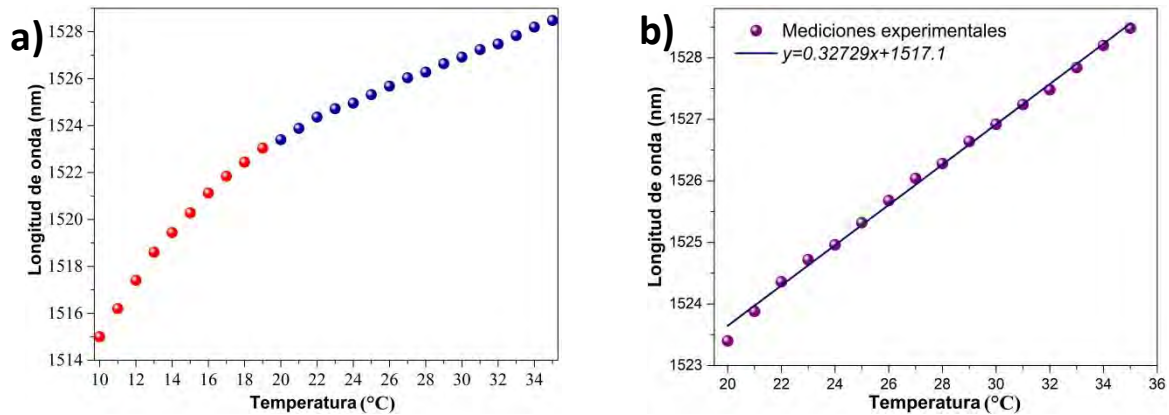 a)
Longitud de onda (nm)
1528
1526
1524
1522
1520
1518
1516
1514
10 12 14 16 18 20 22 24 26 28 30 32 34
Temperatura (°C)
b)
Mediciones experimentales
y=0.32729x+1517.1
Longitud de onda (nm)
1528
1527
1526
1525
1524
1523
20 22 24 26 28 30 32 34 36
Temperatura (°C)